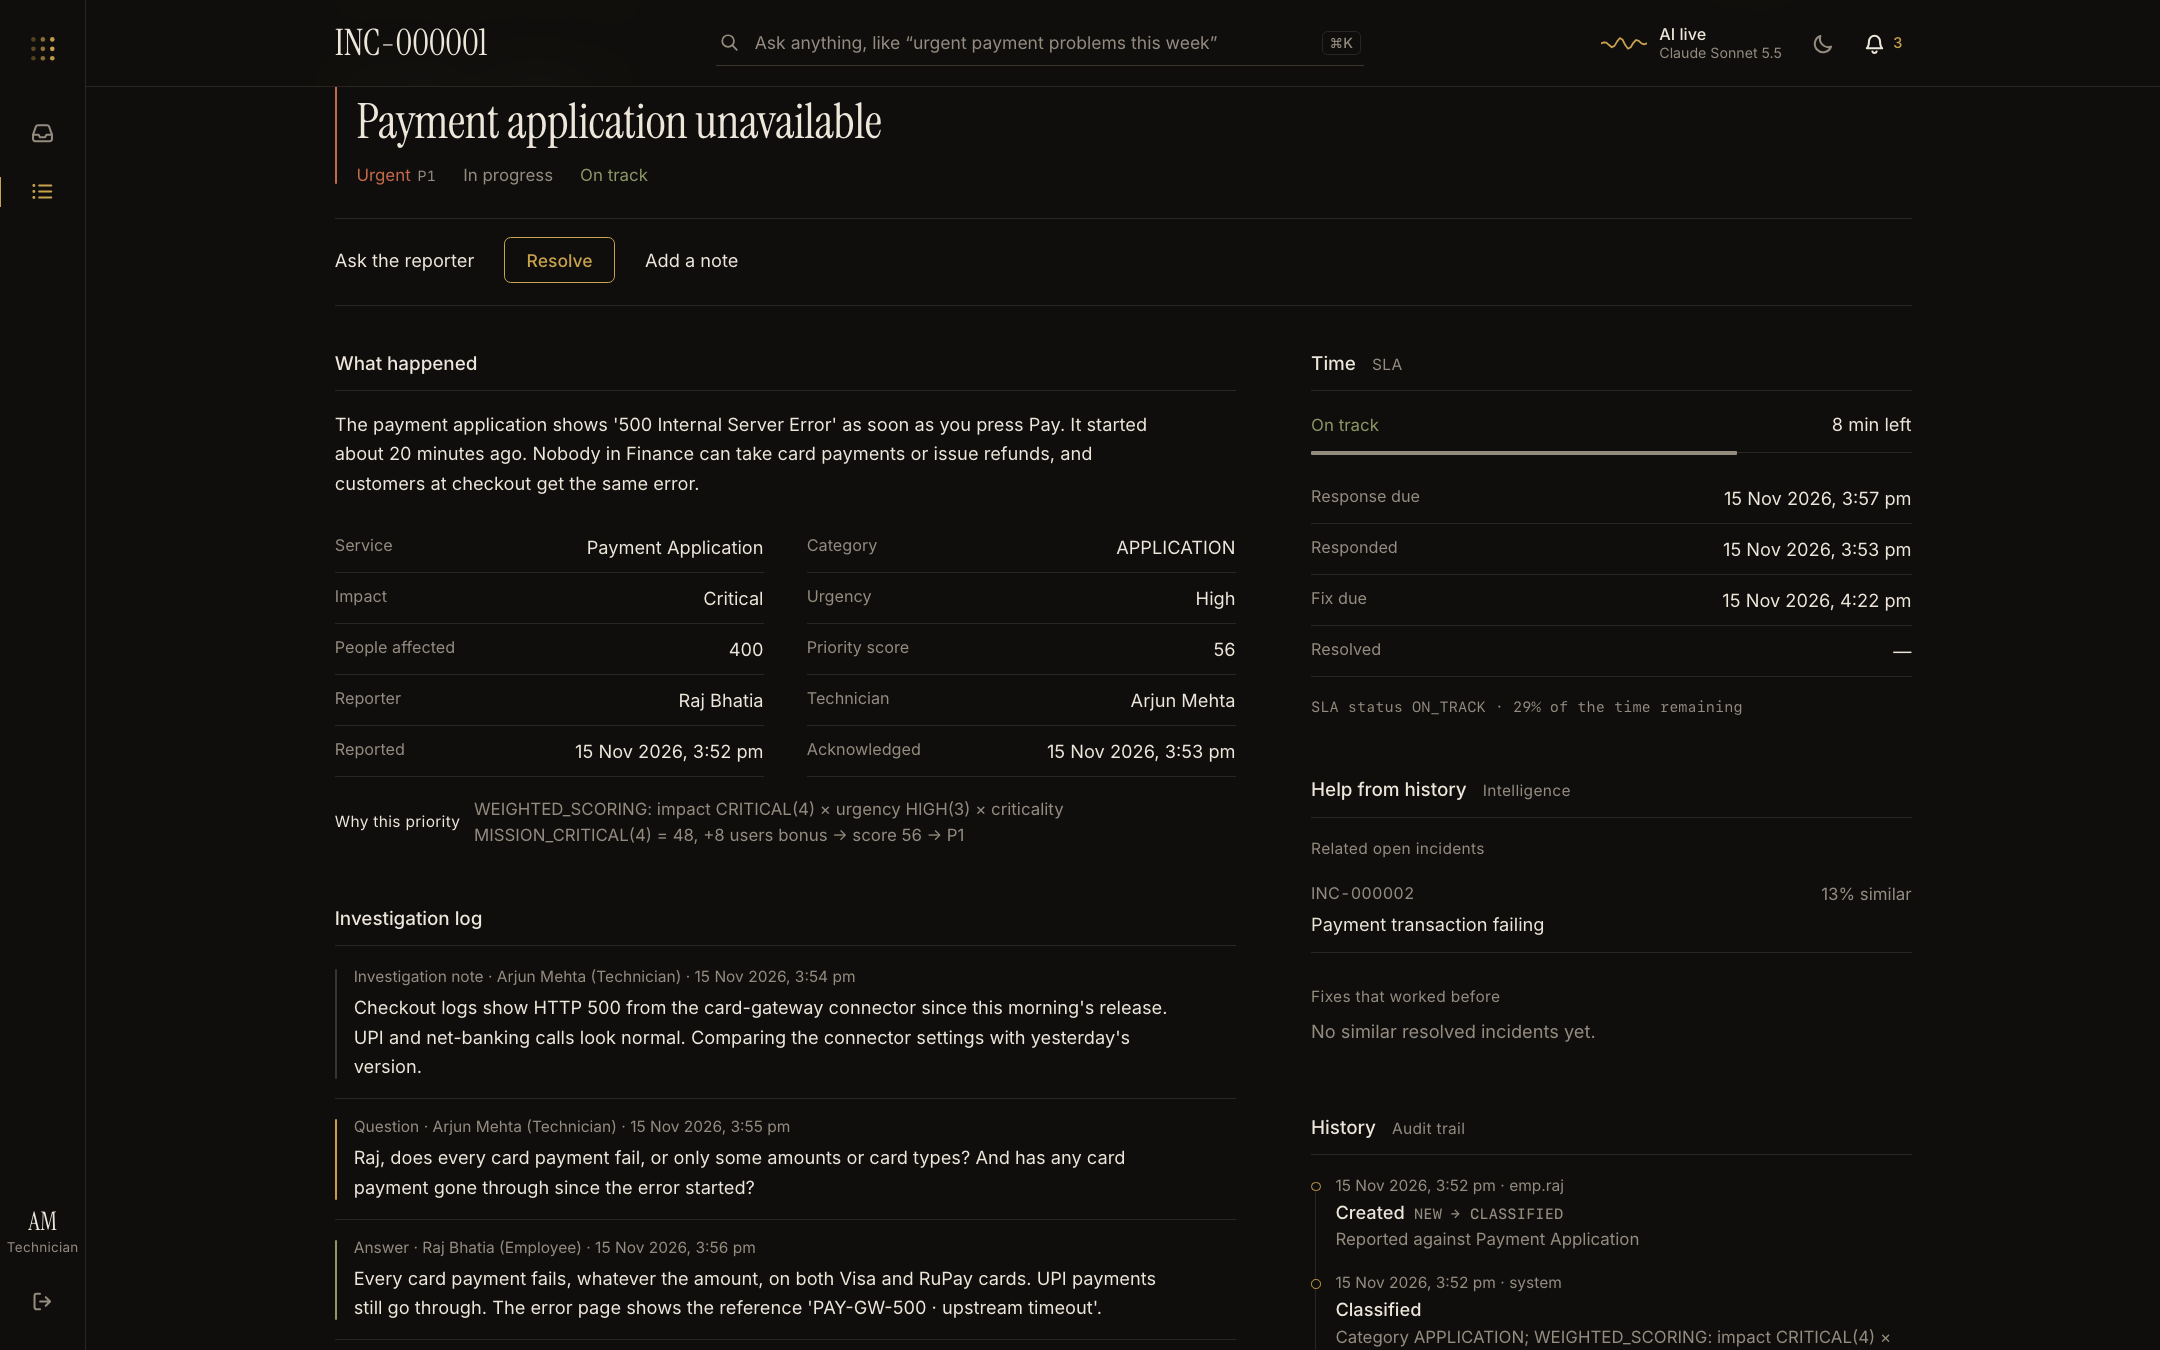 INC-000001
Ask anything, like “urgent payment problems this week”
⌘K
AI live
Claude Sonnet 5.5
3
Payment application unavailable
Urgent P1 In progress On track
Ask the reporter Resolve Add a note
What happened
The payment application shows '500 Internal Server Error' as soon as you press Pay. It started
about 20 minutes ago. Nobody in Finance can take card payments or issue refunds, and
customers at checkout get the same error.
Service Payment Application Category APPLICATION
Impact Critical Urgency High
People affected 400 Priority score 56
Reporter Raj Bhatia Technician Arjun Mehta
Reported 15 Nov 2026, 3:52 pm Acknowledged 15 Nov 2026, 3:53 pm
Why this priority
WEIGHTED_SCORING: impact CRITICAL(4) × urgency HIGH(3) × criticality
MISSION_CRITICAL(4) = 48, +8 users bonus → score 56 → P1
Investigation log
Investigation note · Arjun Mehta (Technician) · 15 Nov 2026, 3:54 pm
Checkout logs show HTTP 500 from the card-gateway connector since this morning's release.
UPI and net-banking calls look normal. Comparing the connector settings with yesterday's
version.
Question · Arjun Mehta (Technician) · 15 Nov 2026, 3:55 pm
Raj, does every card payment fail, or only some amounts or card types? And has any card
payment gone through since the error started?
Answer · Raj Bhatia (Employee) · 15 Nov 2026, 3:56 pm
Every card payment fails, whatever the amount, on both Visa and RuPay cards. UPI payments
still go through. The error page shows the reference 'PAY-GW-500 · upstream timeout'.
Time SLA
On track 8 min left
Response due 15 Nov 2026, 3:57 pm
Responded 15 Nov 2026, 3:53 pm
Fix due 15 Nov 2026, 4:22 pm
Resolved —
SLA status ON_TRACK · 29% of the time remaining
Help from history Intelligence
Related open incidents
INC-000002 13% similar
Payment transaction failing
Fixes that worked before
No similar resolved incidents yet.
History Audit trail
15 Nov 2026, 3:52 pm · emp.raj
Created NEW → CLASSIFIED
Reported against Payment Application
15 Nov 2026, 3:52 pm · system
Classified
Category APPLICATION; WEIGHTED_SCORING: impact CRITICAL(4) ×
AM
Technician